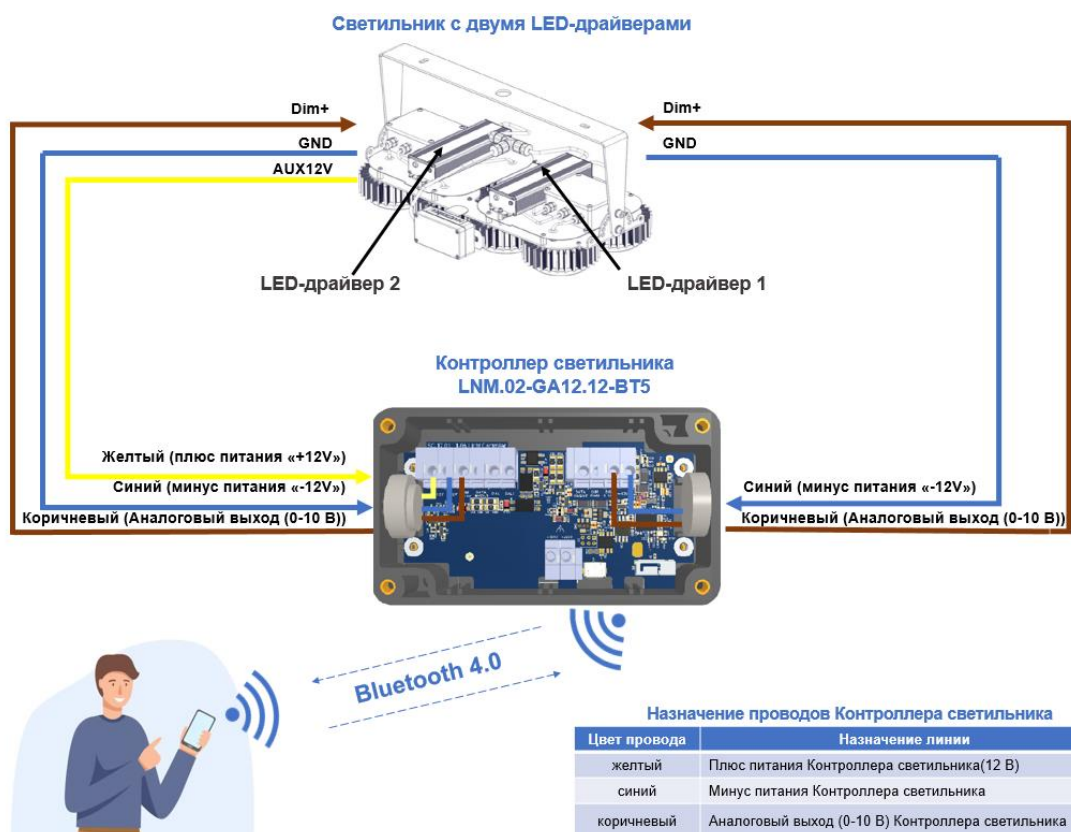 Светильник с двумя LED-драйверами
Dim+
GND
AUX12V
Dim+
GND
LED-драйвер 2
LED-драйвер 1
Контроллер светильника
LNM.02-GA12.12-BT5
Желтый (плюс питания «+12V»)
Синий (минус питания «-12V»)
Коричневый (Аналоговый выход (0-10 В))
Синий (минус питания «-12V»)
Коричневый (Аналоговый выход (0-10 В))
Bluetooth 4.0
Назначение проводов Контроллера светильника
Цвет провода Назначение линии
желтый Плюс питания Контроллера светильника(12 В)
синий Минус питания Контроллера светильника
коричневый Аналоговый выход (0-10 В) Контроллера светильника